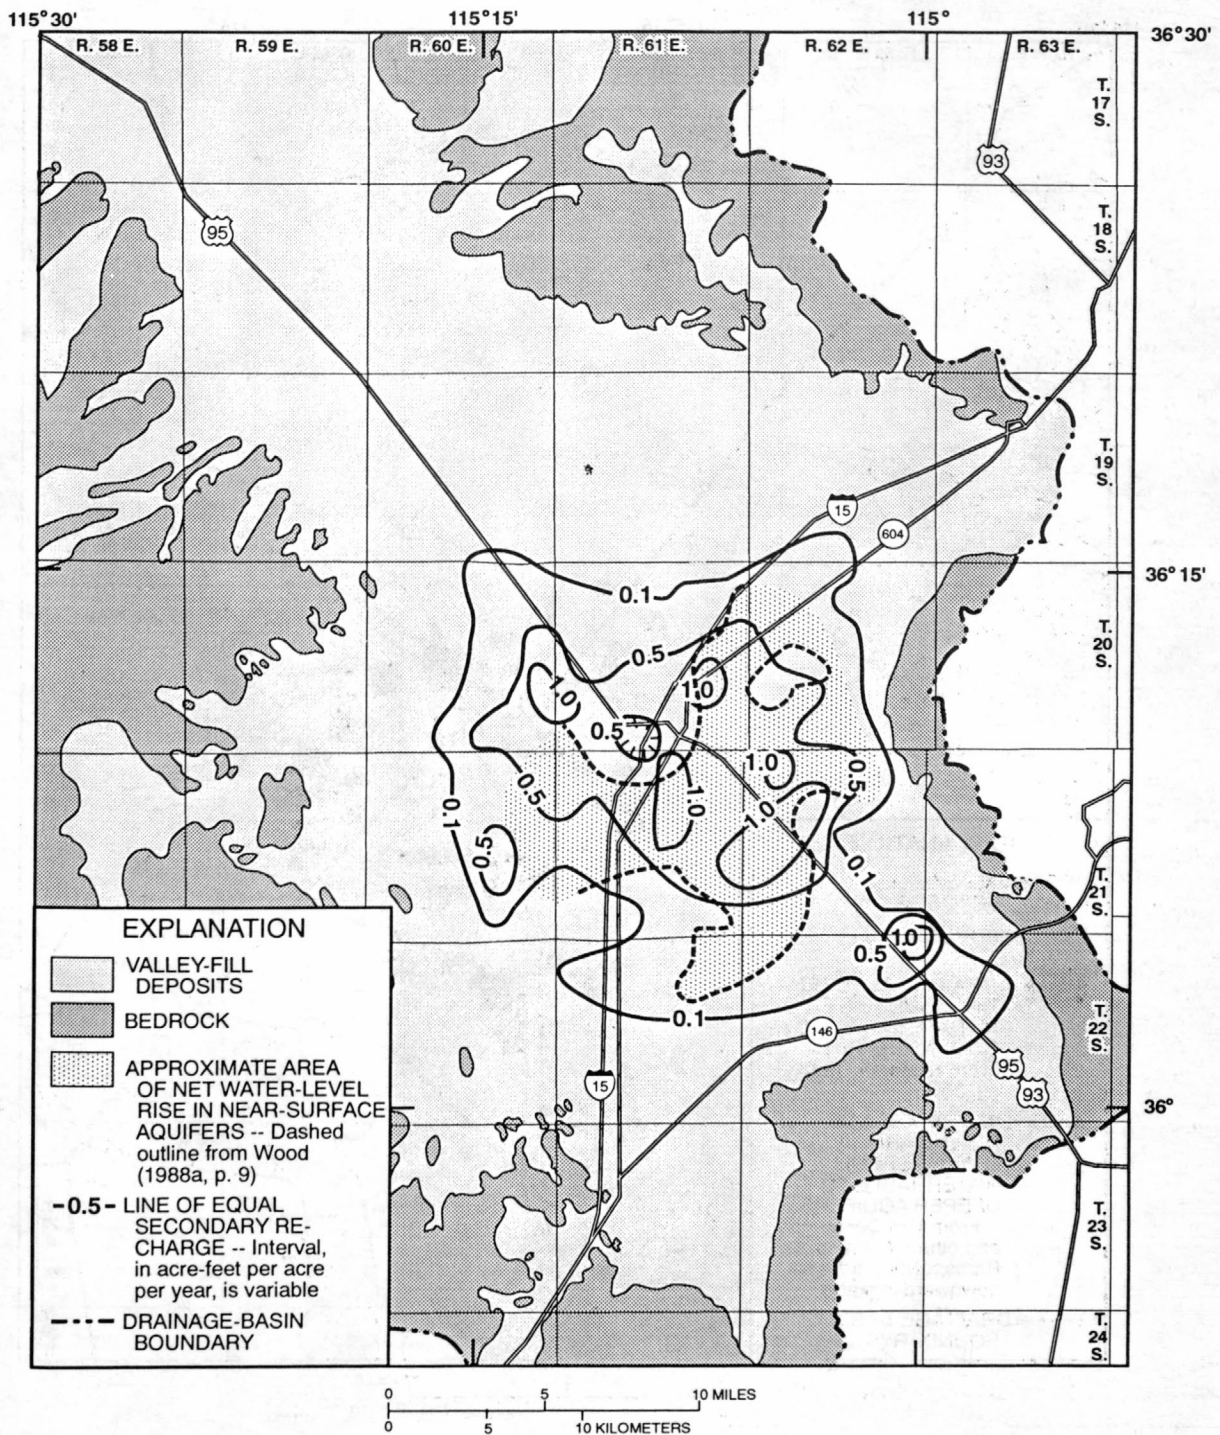 115° 30' 115° 15' 115°
R. 58 E. R. 59 E. R. 60 E. R. 61 E. R. 62 E. R. 63 E. 36° 30'
T.
17
S.
93
T.
18
S.
95
T.
19
S.
15
604
36° 15'
0.1
T.
20
S.
0.5
1.0
1.0
0.5
1.0
0.5
0.5
1.0
1.0
0.1
0.5
0.1
T.
21
S.
1.0
0.5
0.1
146
T.
22
S.
95
93
15
36°
T.
23
S.
T.
24
S.
EXPLANATION
VALLEY-FILL
DEPOSITS
BEDROCK
APPROXIMATE AREA
OF NET WATER-LEVEL
RISE IN NEAR-SURFACE
AQUIFERS -- Dashed
outline from Wood
(1988a, p. 9)
-0.5- LINE OF EQUAL
SECONDARY RE-
CHARGE -- Interval,
in acre-feet per acre
per year, is variable
DRAINAGE-BASIN
BOUNDARY
0 5 10 MILES
0 5 10 KILOMETERS